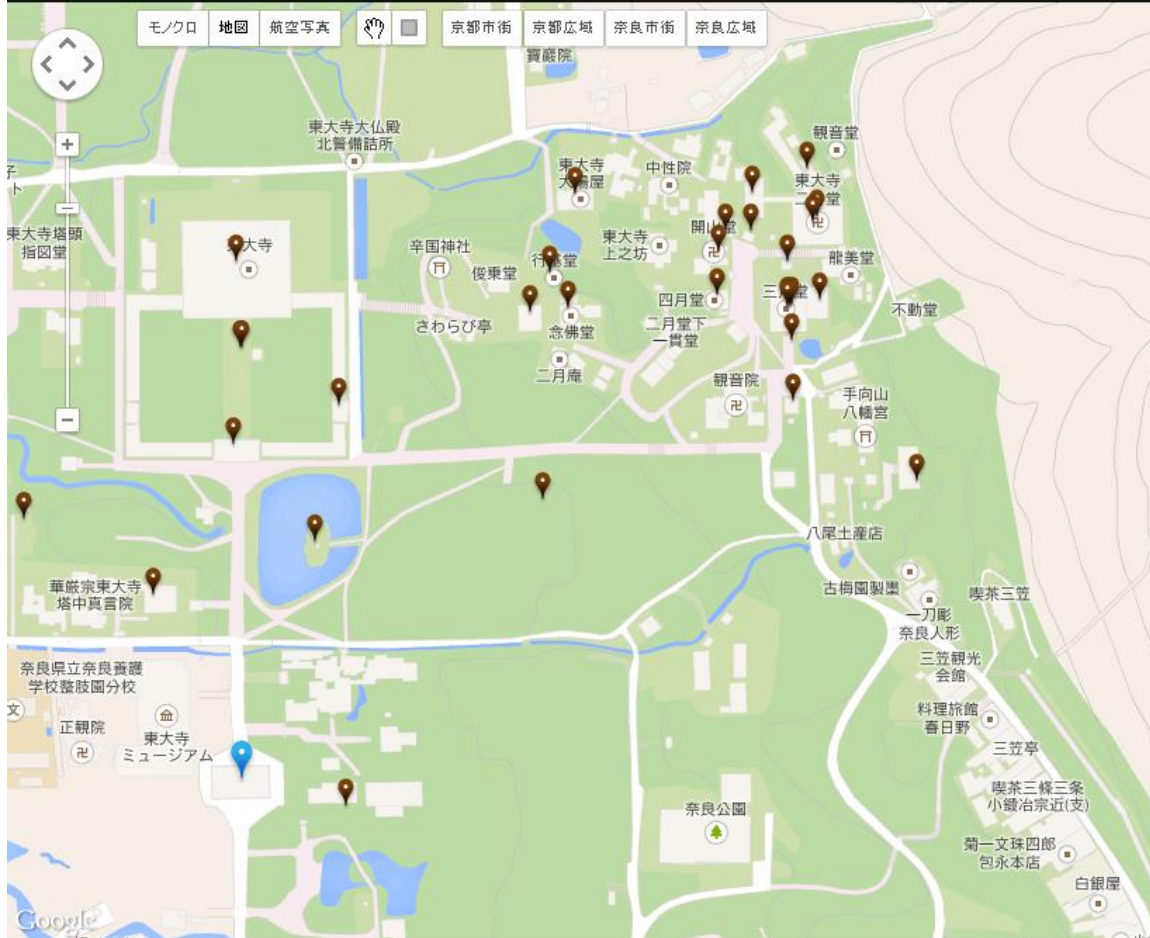 モノクロ
地図
航空写真
京都市街
京都広域
奈良市街
奈良広域
寶嚴院
東大寺大仏殿
北警備詰所
観音堂
東大寺
大湯屋
中性院
東大寺
二月堂
東大寺塔頭
指図堂
東大寺
辛国神社
俊乗堂
行基堂
東大寺
上之坊
開山堂
龍美堂
四月堂
三月堂
不動堂
さわらび亭
念佛堂
二月堂下
一貫堂
二月庵
観音院
手向山
八幡宮
八尾土産店
華厳宗東大寺
塔中真言院
古梅園製墨
喫茶三笠
一刀彫
奈良人形
三笠観光
会館
奈良県立奈良養護
学校整肢園分校
文
正観院
東大寺
ミュージアム
料理旅館
春日野
三笠亭
喫茶三條三条
小鍛冶宗近(支)
奈良公園
菊一文珠四郎
包永本店
白銀屋
Google